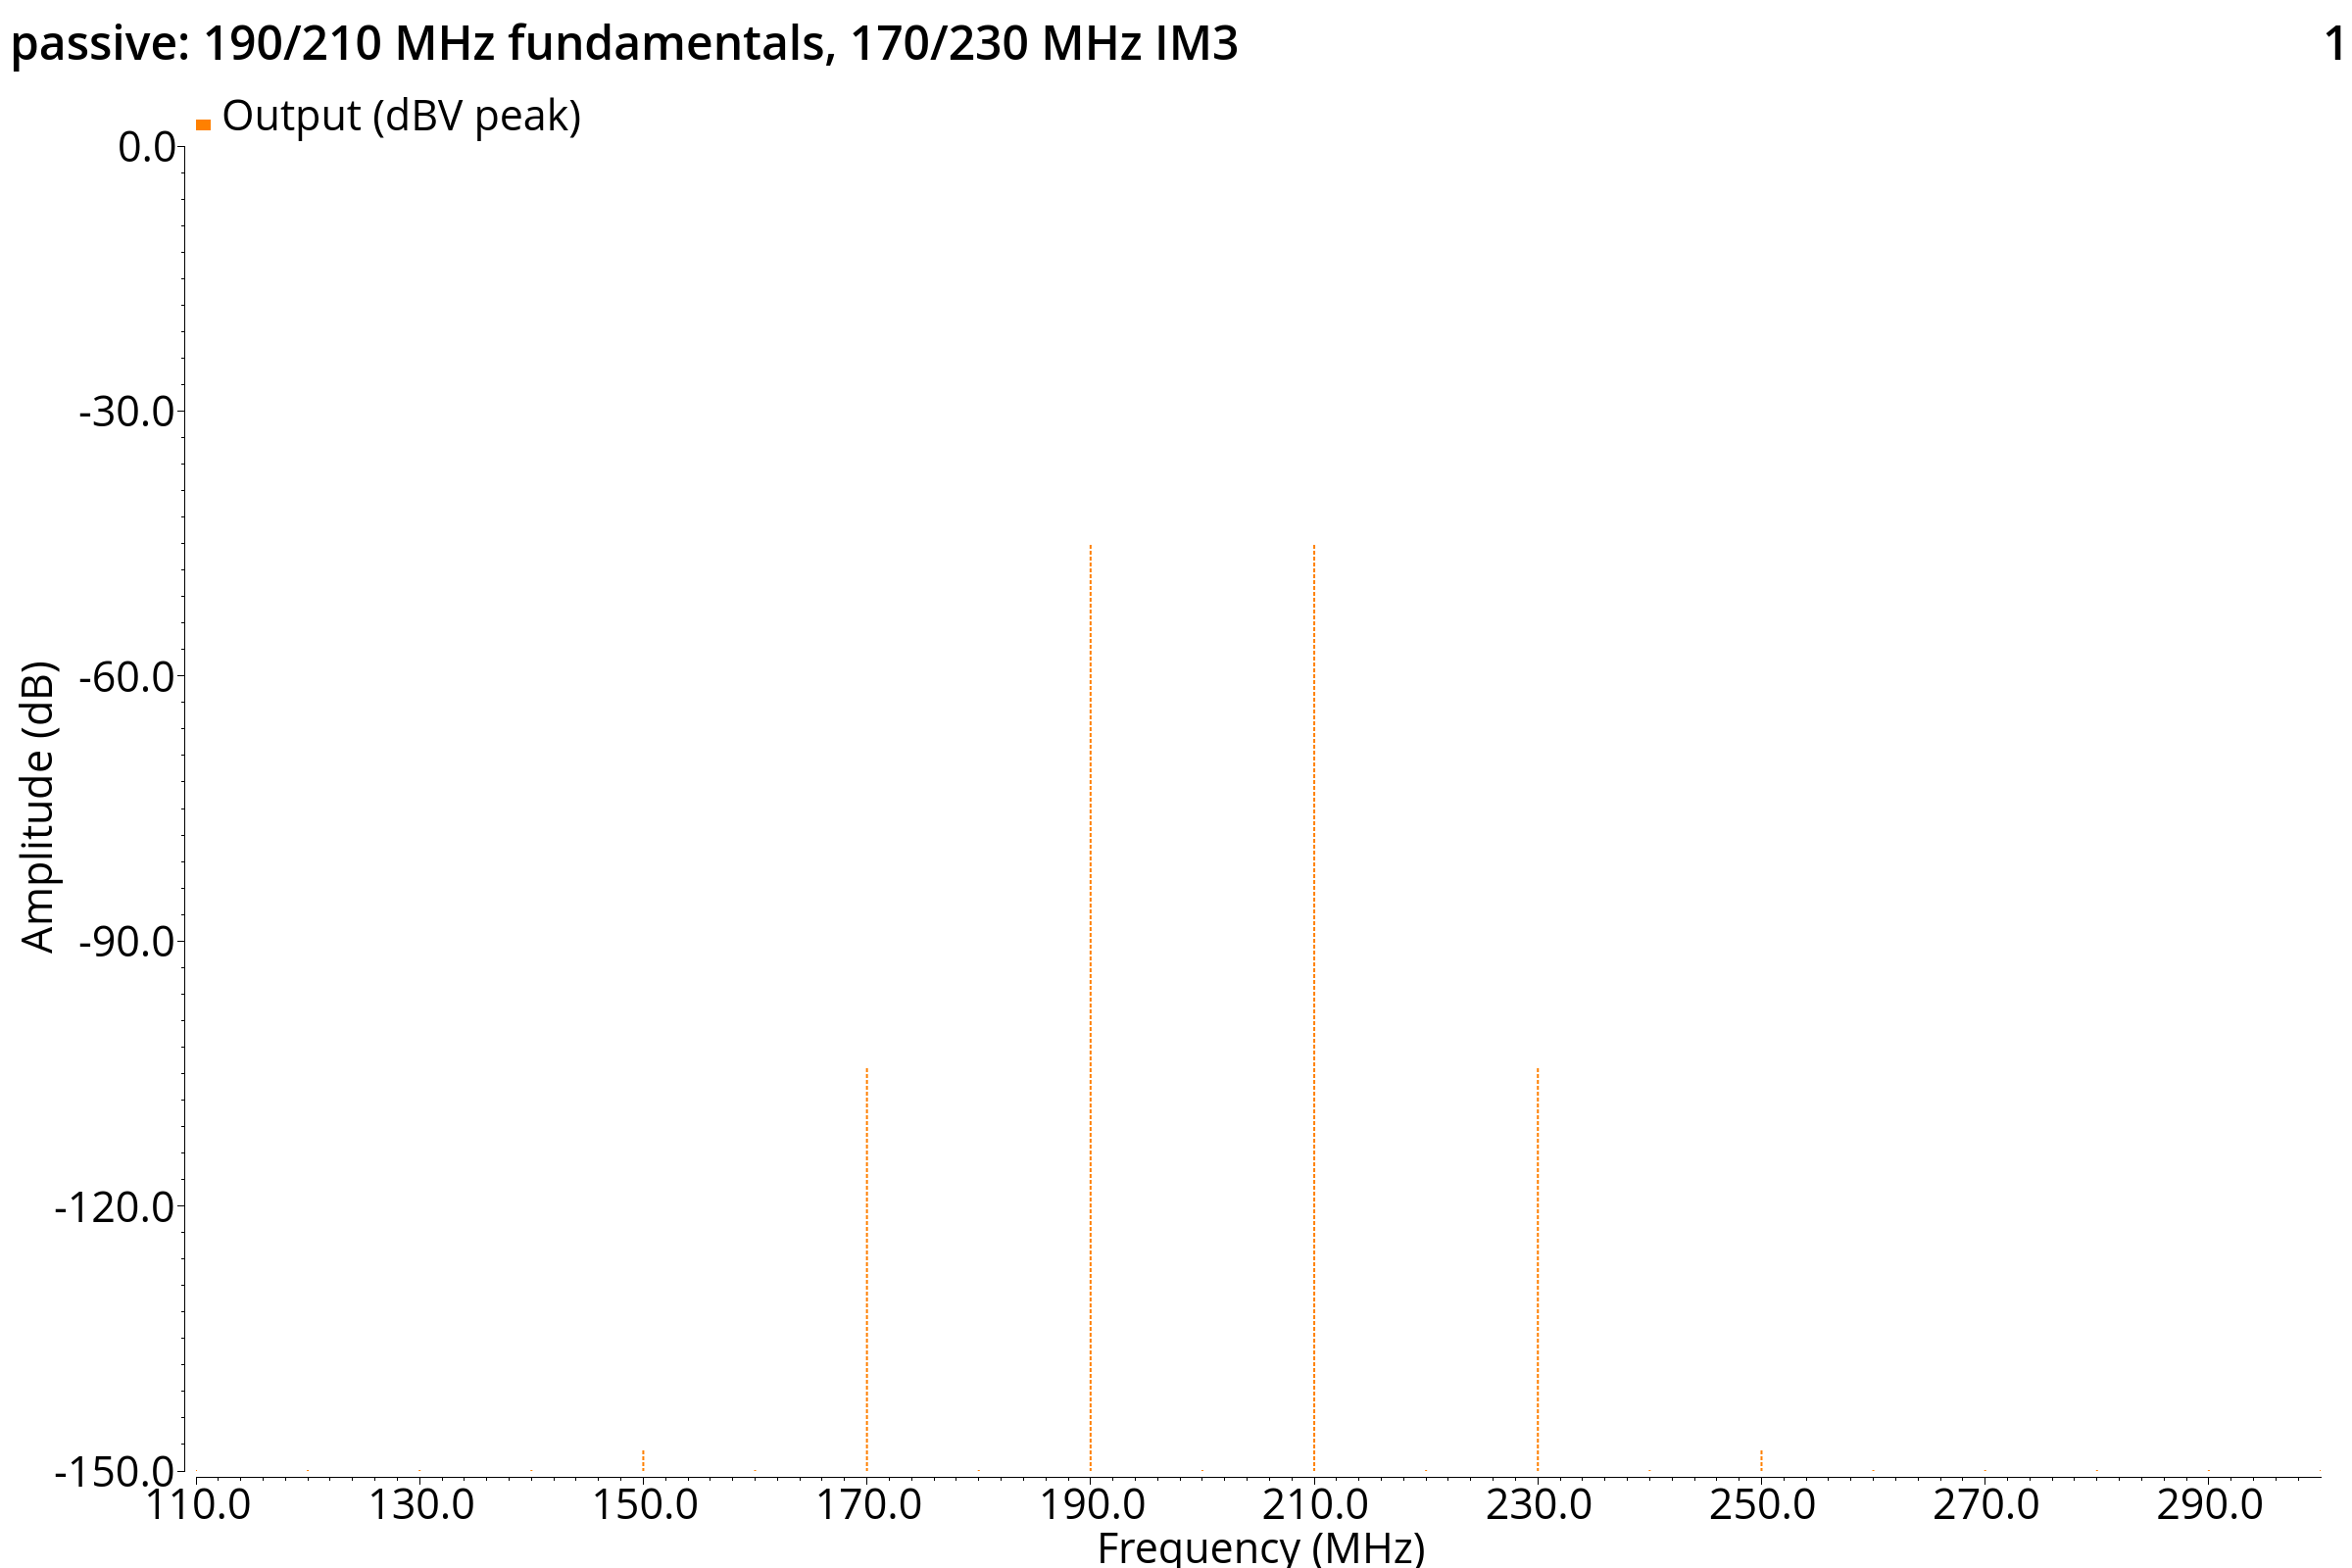 passive: 190/210 MHz fundamentals, 170/230 MHz IM3 1
Output (dBV peak)
0.0
-30.0
-60.0
-90.0
-120.0
-150.0
Amplitude (dB)
110.0 130.0 150.0 170.0 190.0 210.0 230.0 250.0 270.0 290.0
Frequency (MHz)